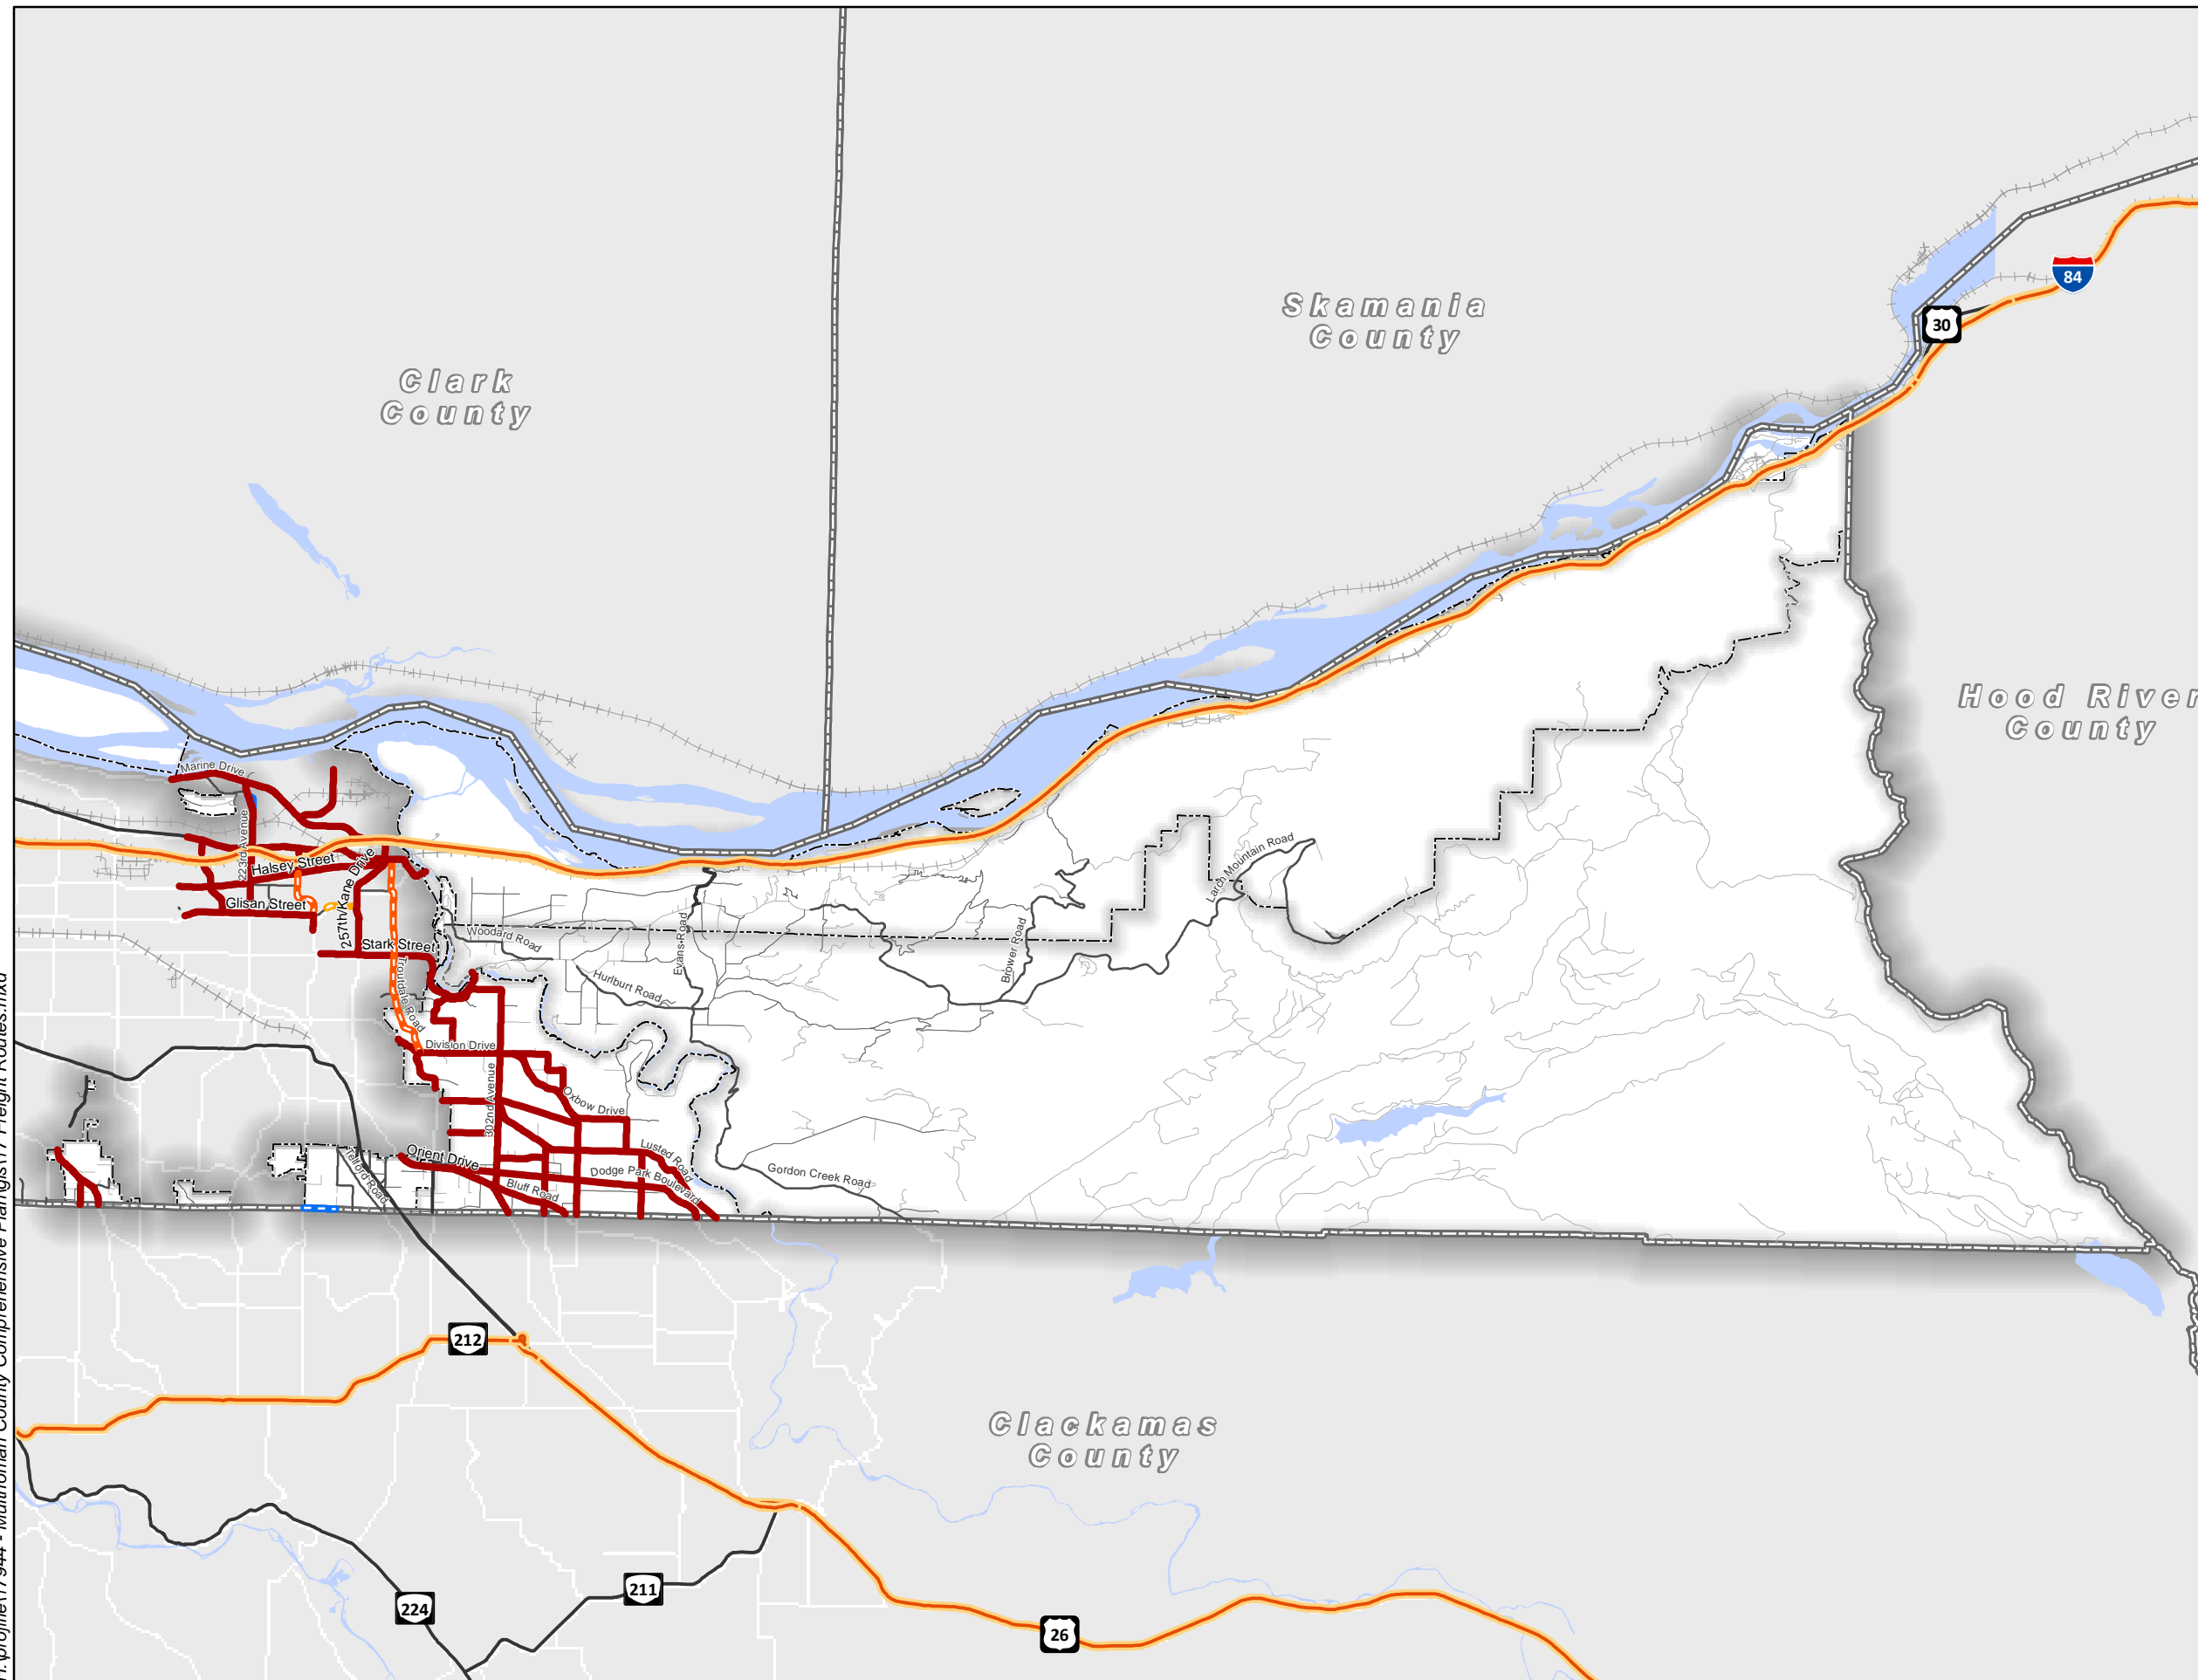 84
30
Skamania
County
Clark
County
Hood River
County
Marine Drive
223rd Avenue
Halsey Street
257th/Kane Drive
Glisan Street
Stark Street
Troutdale Road
Larch Mountain Road
Woodard Road
Evans Road
Brower Road
Hurlburt Road
Division Drive
302nd Avenue
Oxbow Drive
Orient Drive
Lusted Road
Dodge Park Boulevard
Bluff Road
Telford Road
Gordon Creek Road
212
Clackamas
County
211
224
26